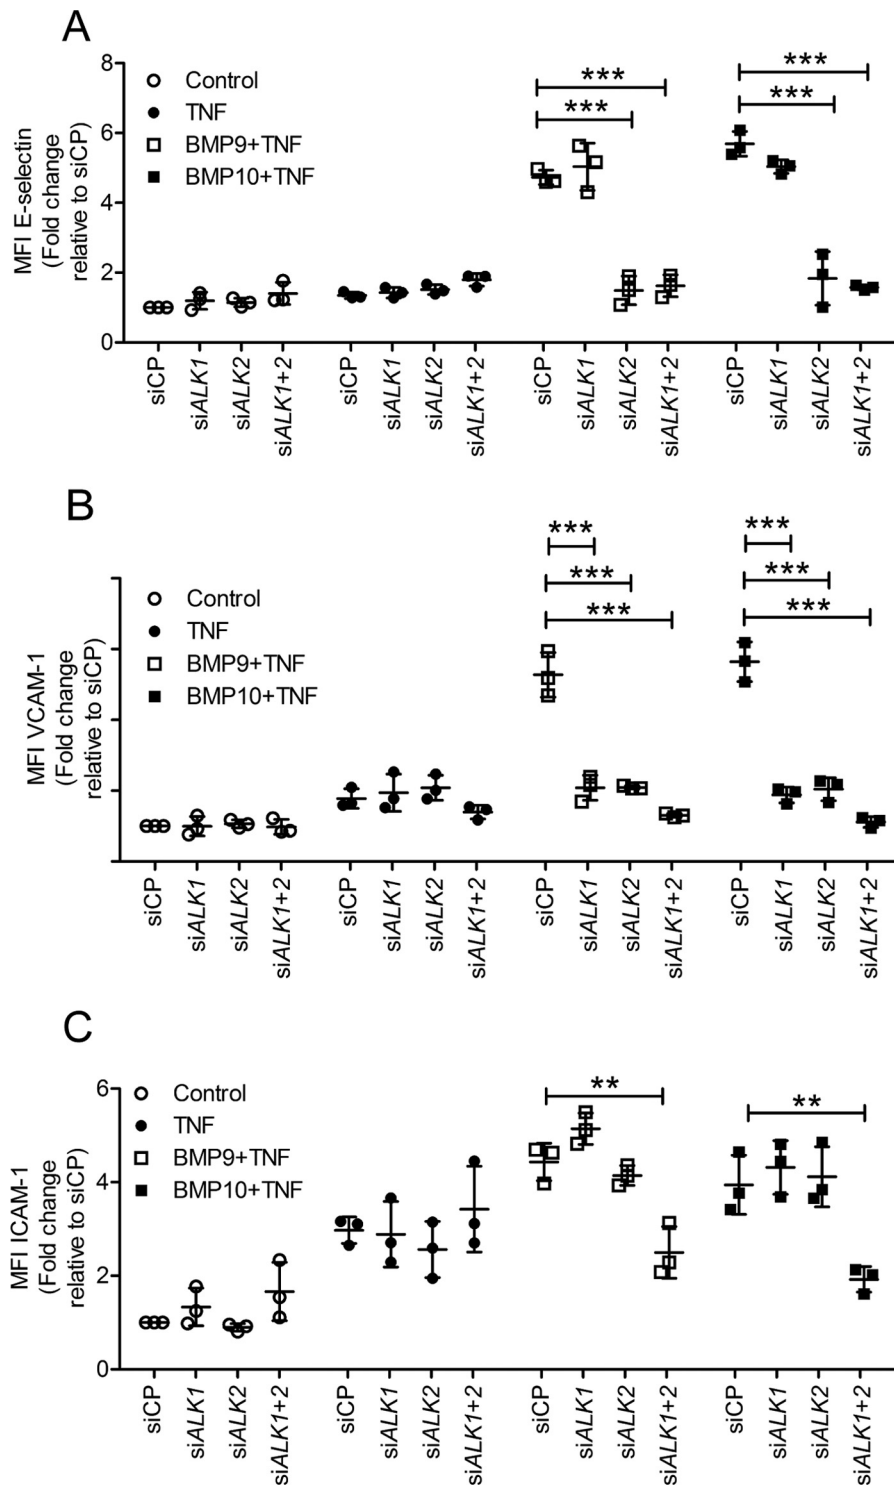 A
8
6
4
2
0
MFI E-selectin
(Fold change
relative to siCP)
Control
TNF
BMP9+TNF
BMP10+TNF
***
***
***
***
siCP
siALK1
siALK2
siALK1+2
siCP
siALK1
siALK2
siALK1+2
siCP
siALK1
siALK2
siALK1+2
siCP
siALK1
siALK2
siALK1+2
B
MFI VCAM-1
(Fold change
relative to siCP)
Control
TNF
BMP9+TNF
BMP10+TNF
***
***
***
***
***
***
siCP
siALK1
siALK2
siALK1+2
siCP
siALK1
siALK2
siALK1+2
siCP
siALK1
siALK2
siALK1+2
siCP
siALK1
siALK2
siALK1+2
C
6
4
2
0
MFI ICAM-1
(Fold change
relative to siCP)
Control
TNF
BMP9+TNF
BMP10+TNF
**
**
siCP
siALK1
siALK2
siALK1+2
siCP
siALK1
siALK2
siALK1+2
siCP
siALK1
siALK2
siALK1+2
siCP
siALK1
siALK2
siALK1+2